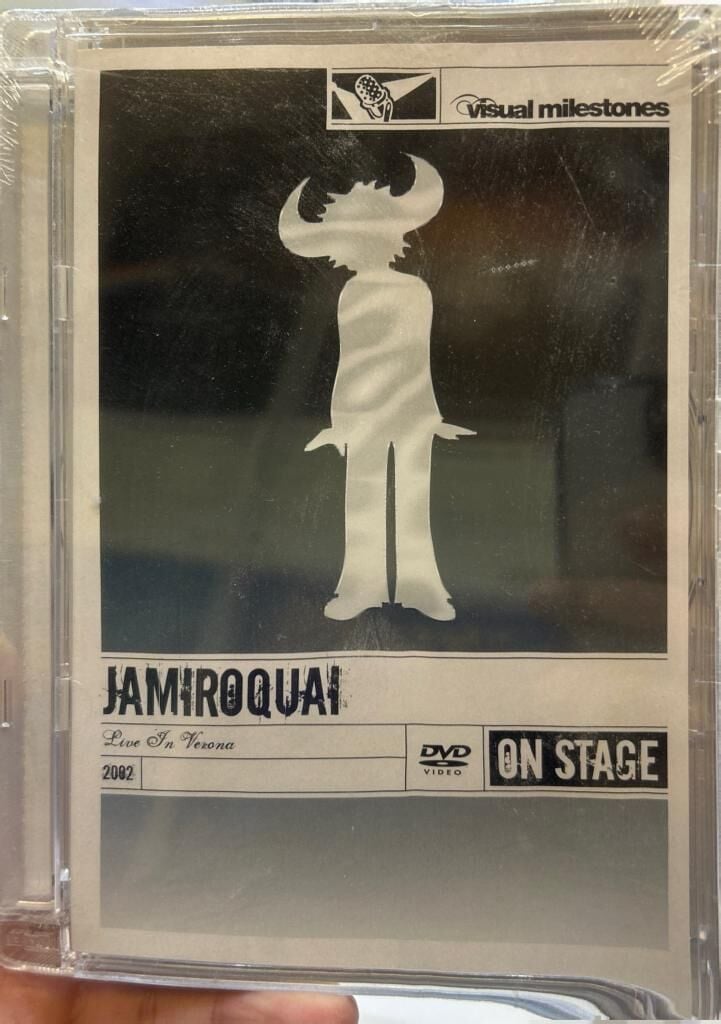 visual milestones
JAMIROQUAI
Live In Verona
DVD
VIDEO
ON STAGE
2002